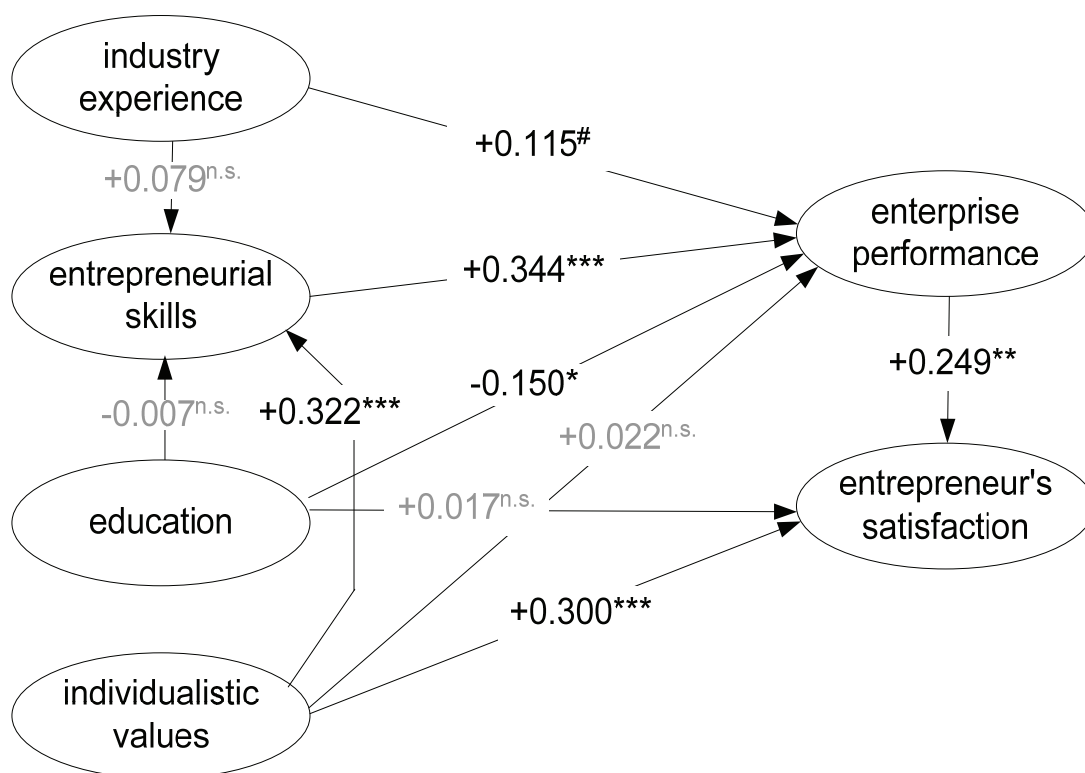 industry
experience
+0.115#
+0.079n.s.
enterprise
performance
entrepreneurial
skills
+0.344***
+0.249**
-0.150*
-0.007n.s.
+0.322***
+0.022n.s.
education
+0.017n.s.
entrepreneur's
satisfaction
+0.300***
individualistic
values